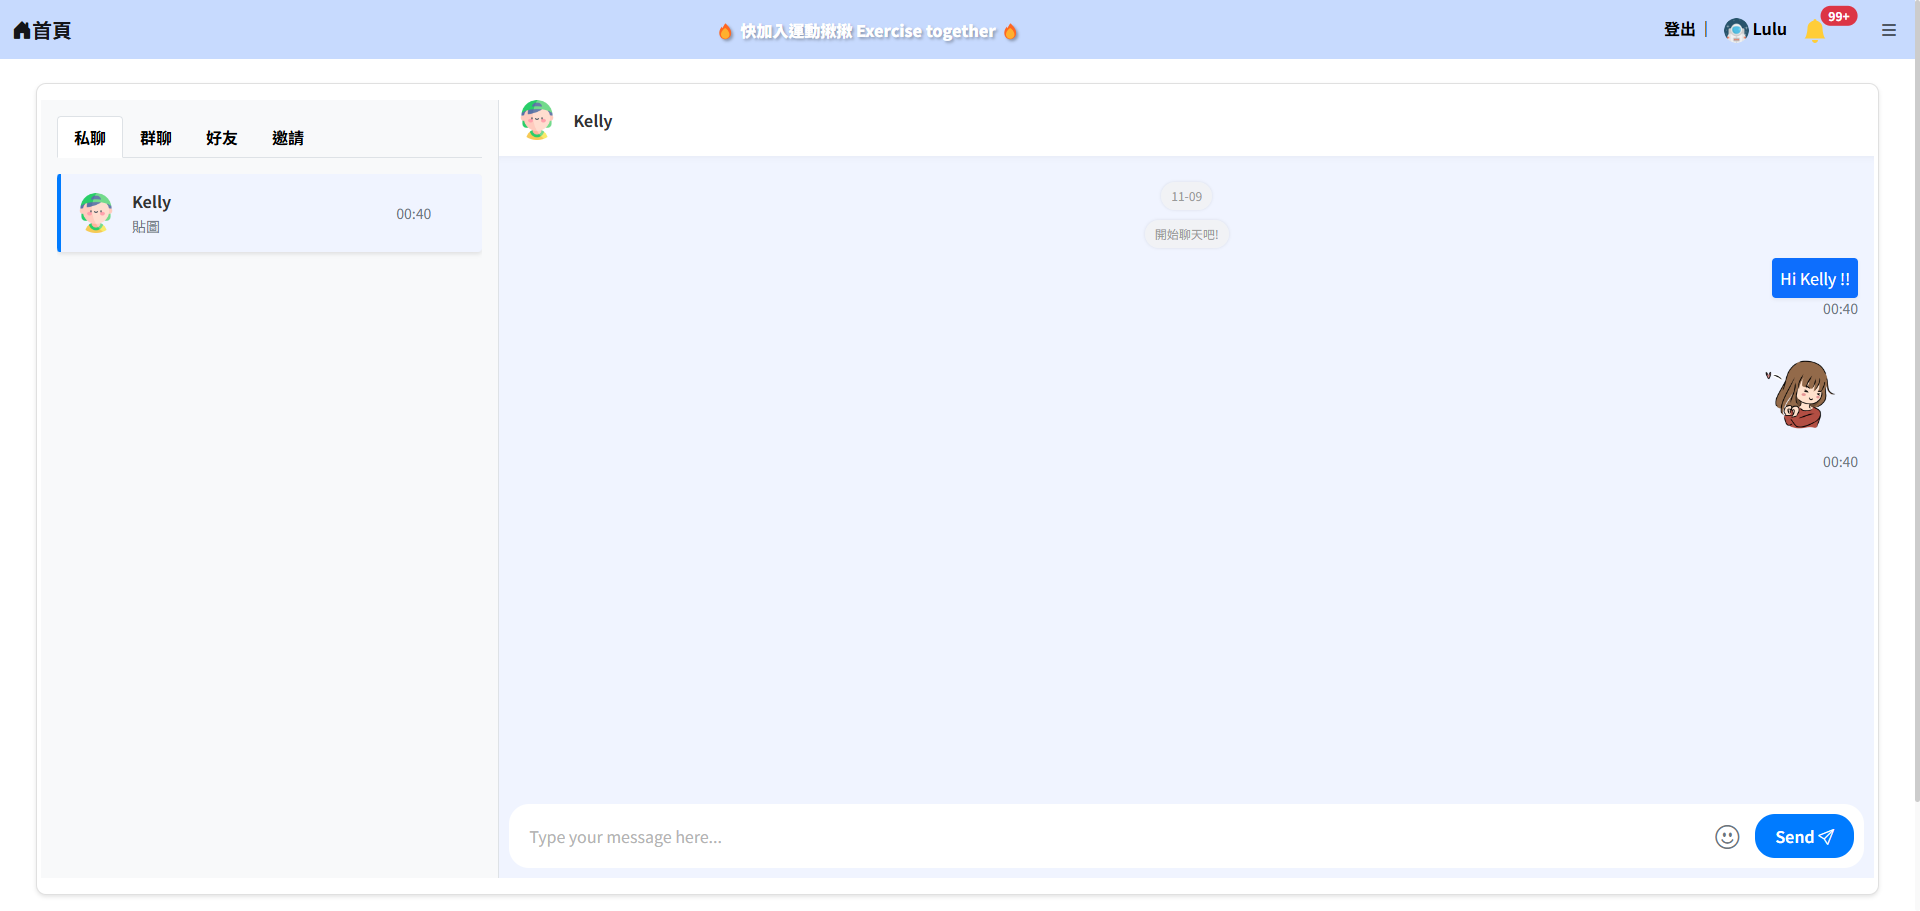 首頁
快加入運動揪揪 Exercise together
登出
Lulu
99+
私聊
群聊
好友
邀請
Kelly
貼圖
00:40
Kelly
11-09
開始聊天吧!
Hi Kelly !!
00:40
00:40
Type your message here...
Send